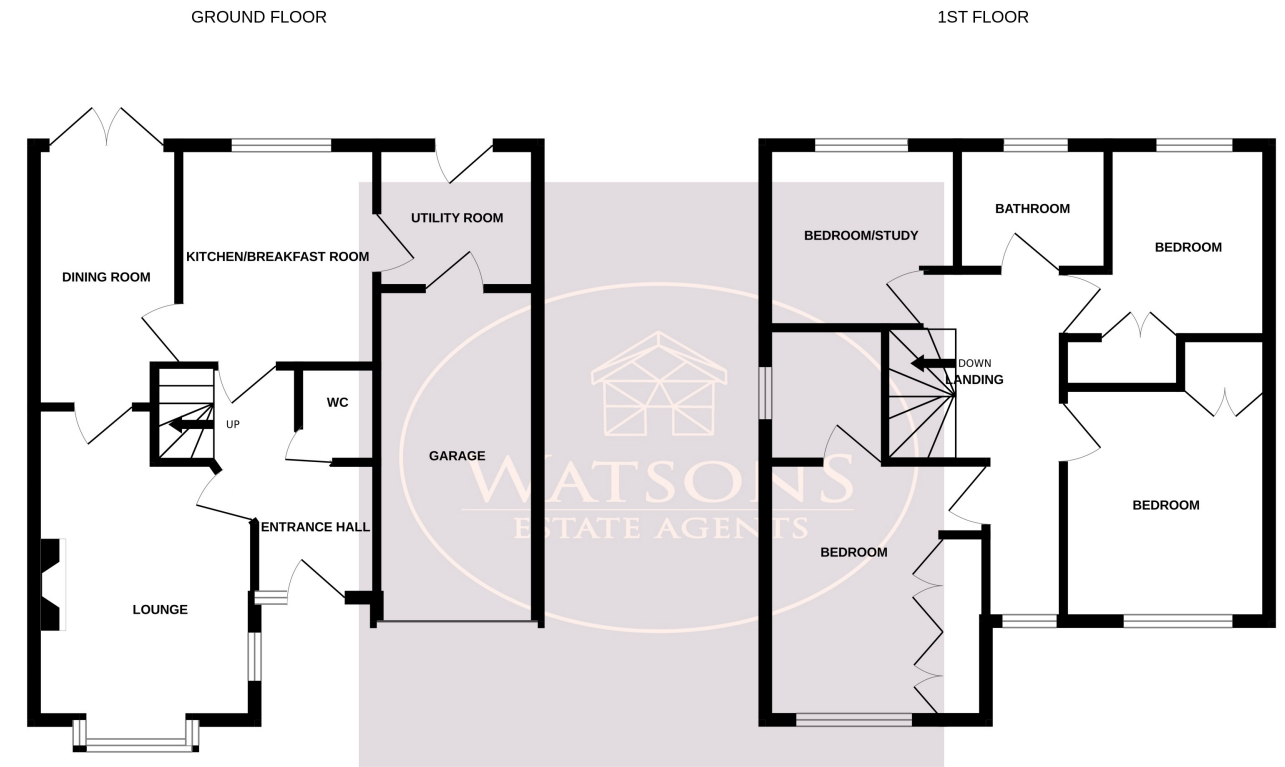 GROUND FLOOR
1ST FLOOR
DINING ROOM
KITCHEN/BREAKFAST ROOM
UTILITY ROOM
UP
WC
GARAGE
ENTRANCE HALL
LOUNGE
BEDROOM/STUDY
BATHROOM
BEDROOM
DOWN
LANDING
BEDROOM
BEDROOM
WATSONS
ESTATE AGENTS